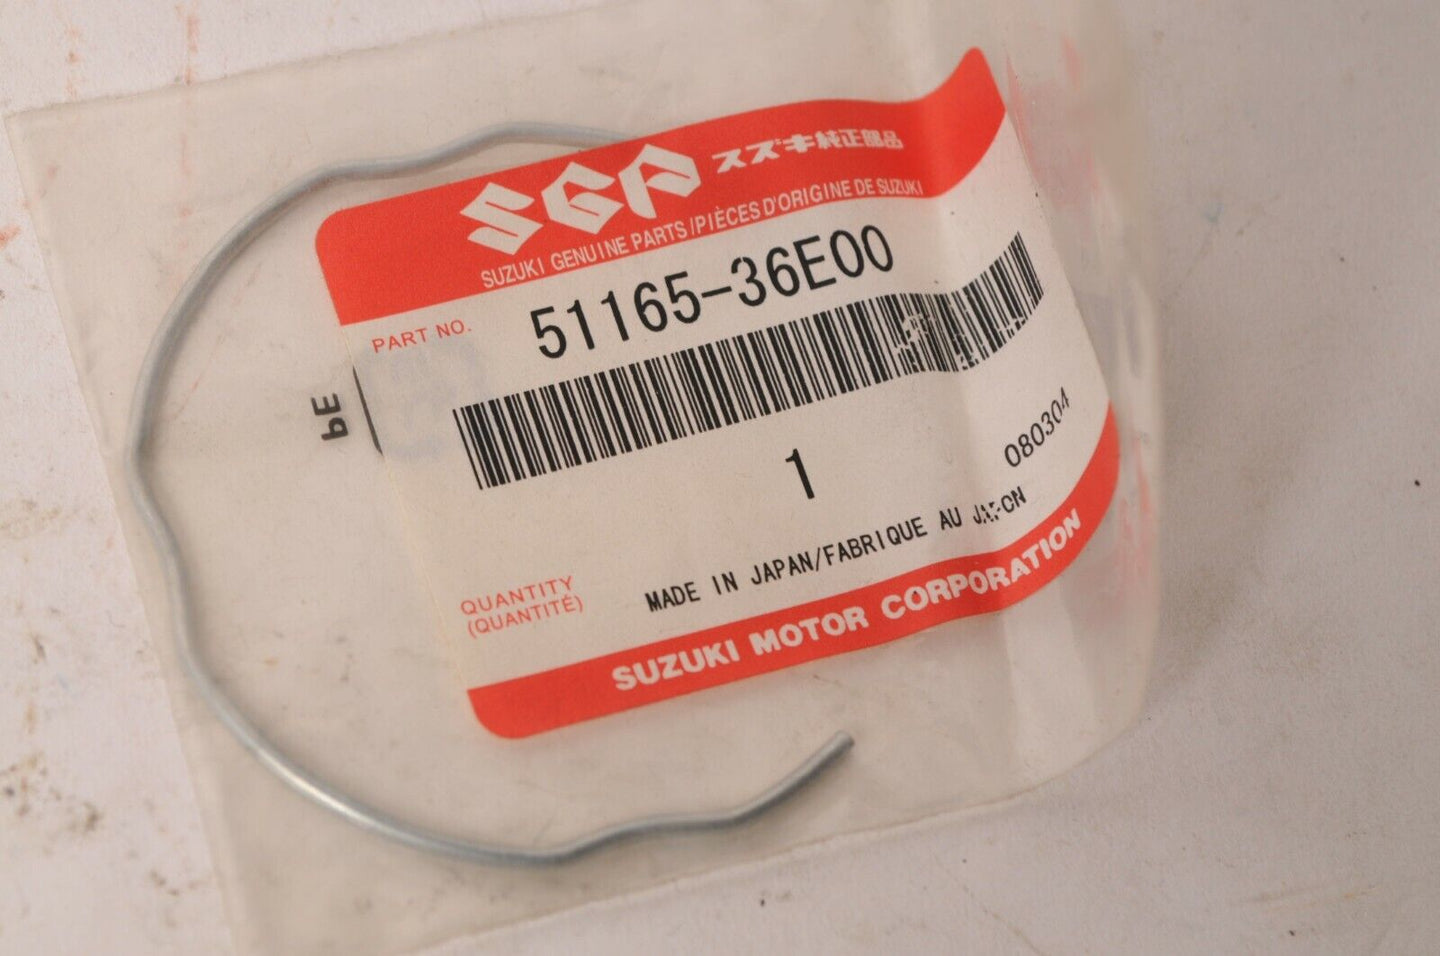 SGP スズキ純正部品
SUZUKI GENUINE PARTS/PIÈCES D'ORIGINE DE SUZUKI
PART NO. 51165-36E00
1
080304
QUANTITY
(QUANTITÉ)
MADE IN JAPAN/FABRIQUE AU JAPON
SUZUKI MOTOR CORPORATION